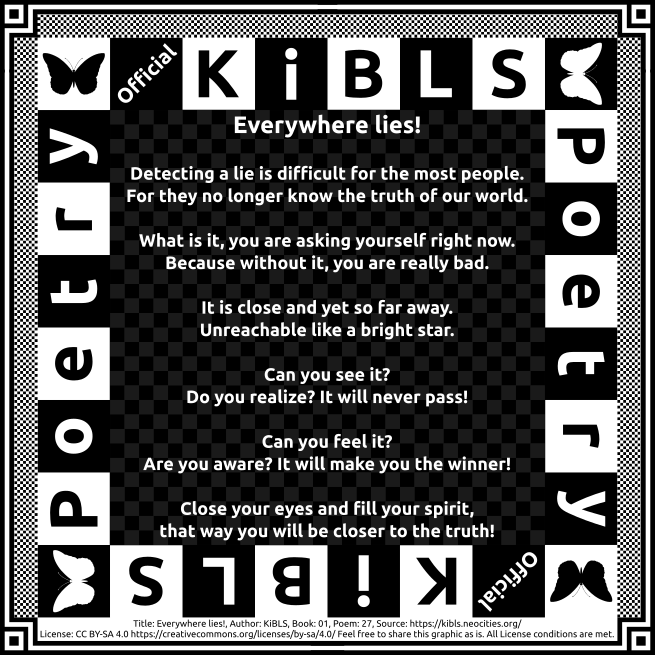 Official KiBLS
Poetry
Poetry
Everywhere lies!
Detecting a lie is difficult for the most people.
For they no longer know the truth of our world.
What is it, you are asking yourself right now.
Because without it, you are really bad.
It is close and yet so far away.
Unreachable like a bright star.
Can you see it?
Do you realize? It will never pass!
Can you feel it?
Are you aware? It will make you the winner!
Close your eyes and fill your spirit,
that way you will be closer to the truth!
Official KiBLS
Title: Everywhere lies!, Author: KiBLS, Book: 01, Poem: 27, Source: https://kibls.neocities.org/
License: CC BY-SA 4.0 https://creativecommons.org/licenses/by-sa/4.0/ Feel free to share this graphic as is. All License conditions are met.